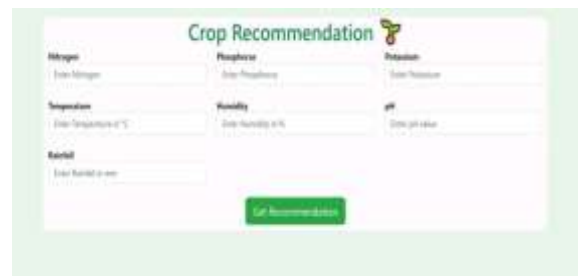 Crop Recommendation
Nitrogen Phosphorus Potassium
Enter Nitrogen Enter Phosphorus Enter Potassium
Temperature Humidity pH
Enter Temperature in °C Enter Humidity in % Enter pH value
Rainfall
Enter Rainfall in mm
Get Recommendation